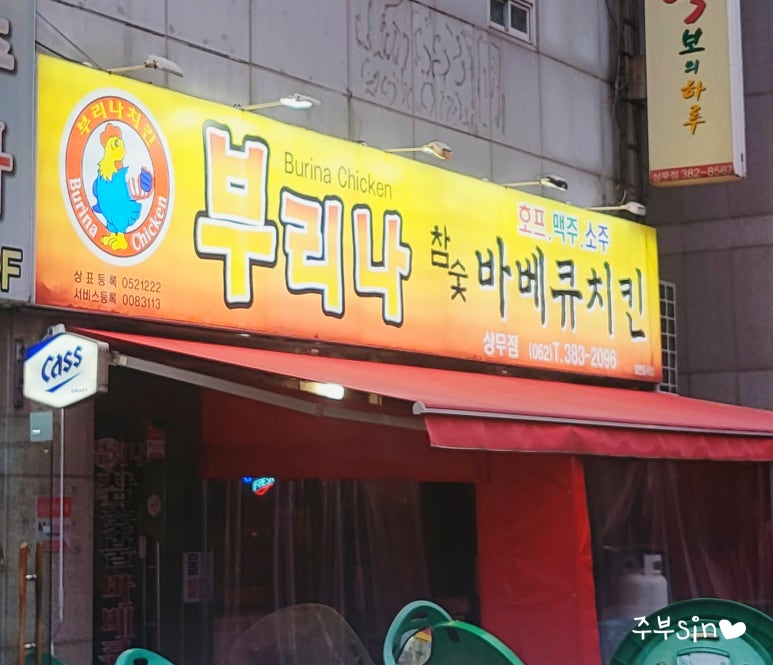 보의하루
상무점 382-8567
부리나치킨
Burina Chicken
상표등록 0521222
서비스등록 0083113
Burina Chicken
부리나
호프.맥주.소주
참숯 바베큐치킨
상무점 (062)T.383-2096
CASS
DRAFT
주부sin